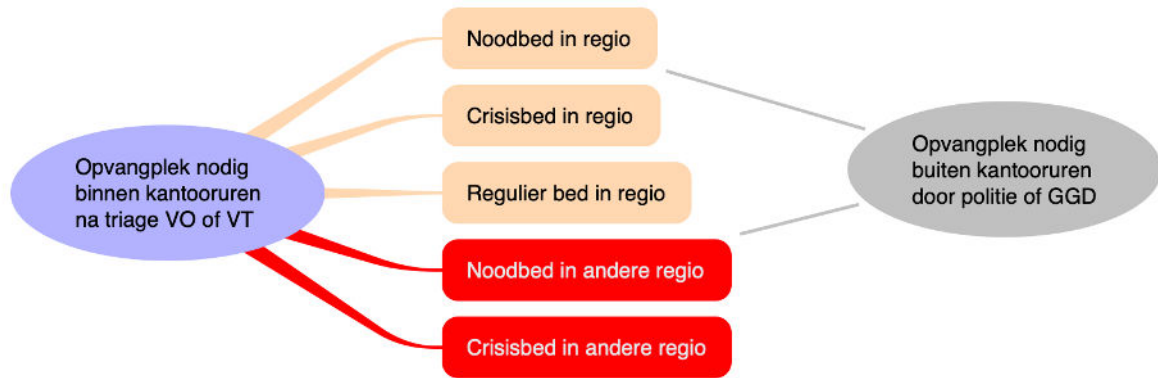 Noodbed in regio
Crisisbed in regio
Opvangplek nodig
binnen kantooruren
na triage VO of VT
Regulier bed in regio
Opvangplek nodig
buiten kantooruren
door politie of GGD
Noodbed in andere regio
Crisisbed in andere regio